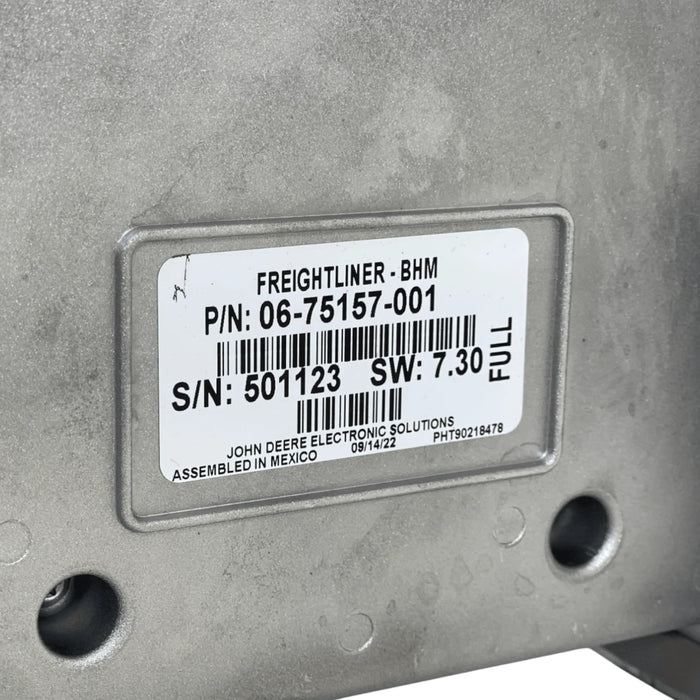 FREIGHTLINER - BHM
P/N: 06-75157-001
S/N: 501123 SW: 7.30
FULL
JOHN DEERE ELECTRONIC SOLUTIONS
ASSEMBLED IN MEXICO 09/14/22 PHT90218478